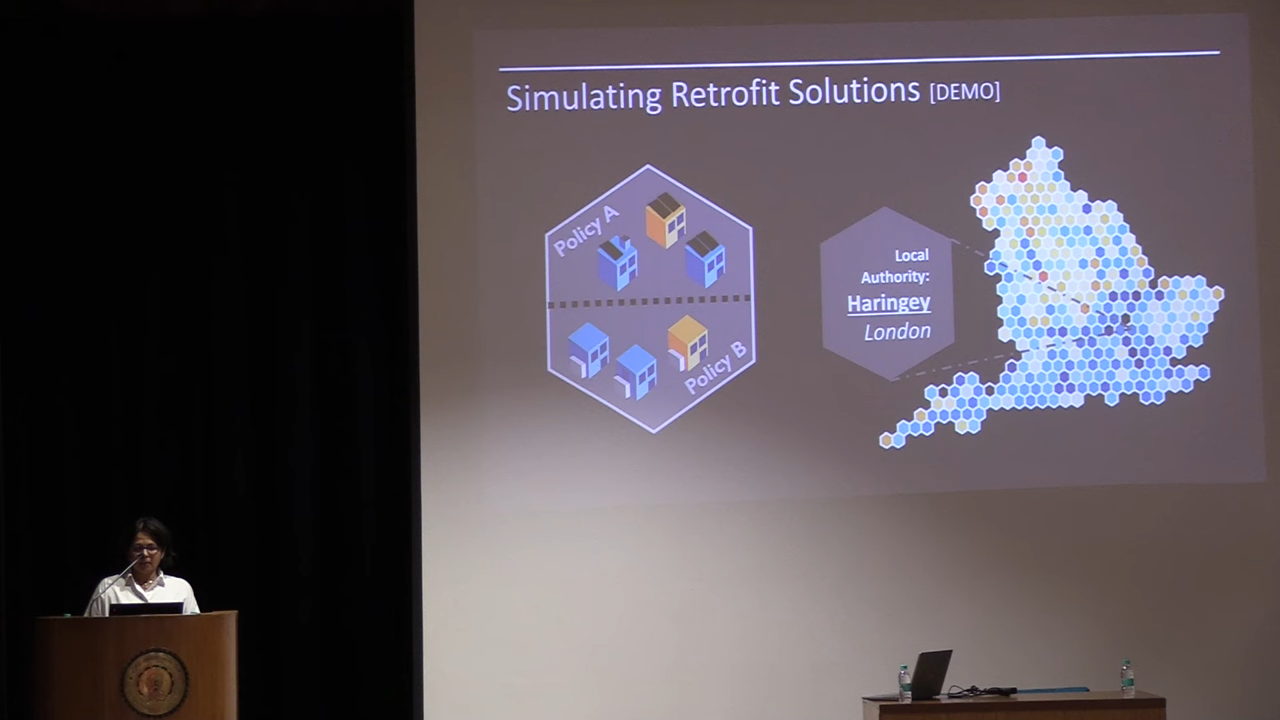 Simulating Retrofit Solutions [DEMO]
Policy A
Policy B
Local
Authority:
Haringey
London